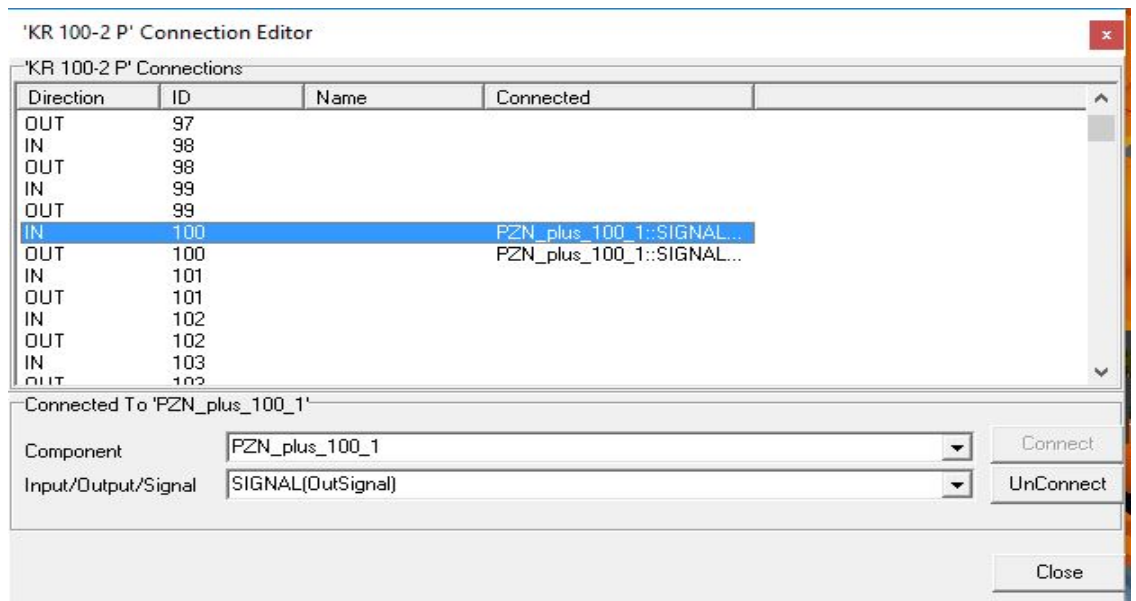 'KR 100-2 P' Connection Editor
x
'KR 100-2 P' Connections
Direction ID Name Connected
OUT 97
IN 98
OUT 98
IN 99
OUT 99
IN 100 PZN_plus_100_1::SIGNAL...
OUT 100 PZN_plus_100_1::SIGNAL...
IN 101
OUT 101
IN 102
OUT 102
IN 103
OUT 103
Connected To 'PZN_plus_100_1'
Component PZN_plus_100_1 Connect
Input/Output/Signal SIGNAL(OutSignal) UnConnect
Close